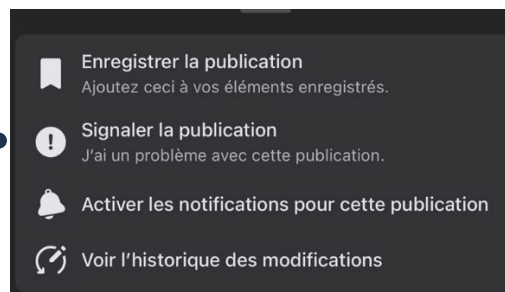 Enregistrer la publication
Ajoutez ceci à vos éléments enregistrés.
Signaler la publication
J'ai un problème avec cette publication.
Activer les notifications pour cette publication
Voir l'historique des modifications